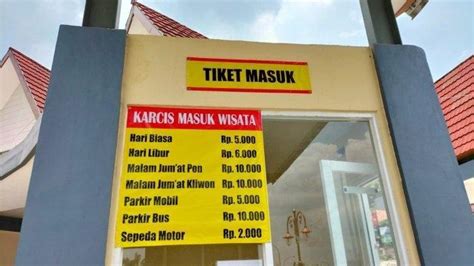 TIKET MASUK
KARCIS MASUK WISATA
Hari Biasa Rp. 5.000
Hari Libur Rp. 6.000
Malam Jum'at Pon Rp. 10.000
Malam Jum'at Kliwon Rp. 10.000
Parkir Mobil Rp. 5.000
Parkir Bus Rp. 10.000
Sepeda Motor Rp. 2.000